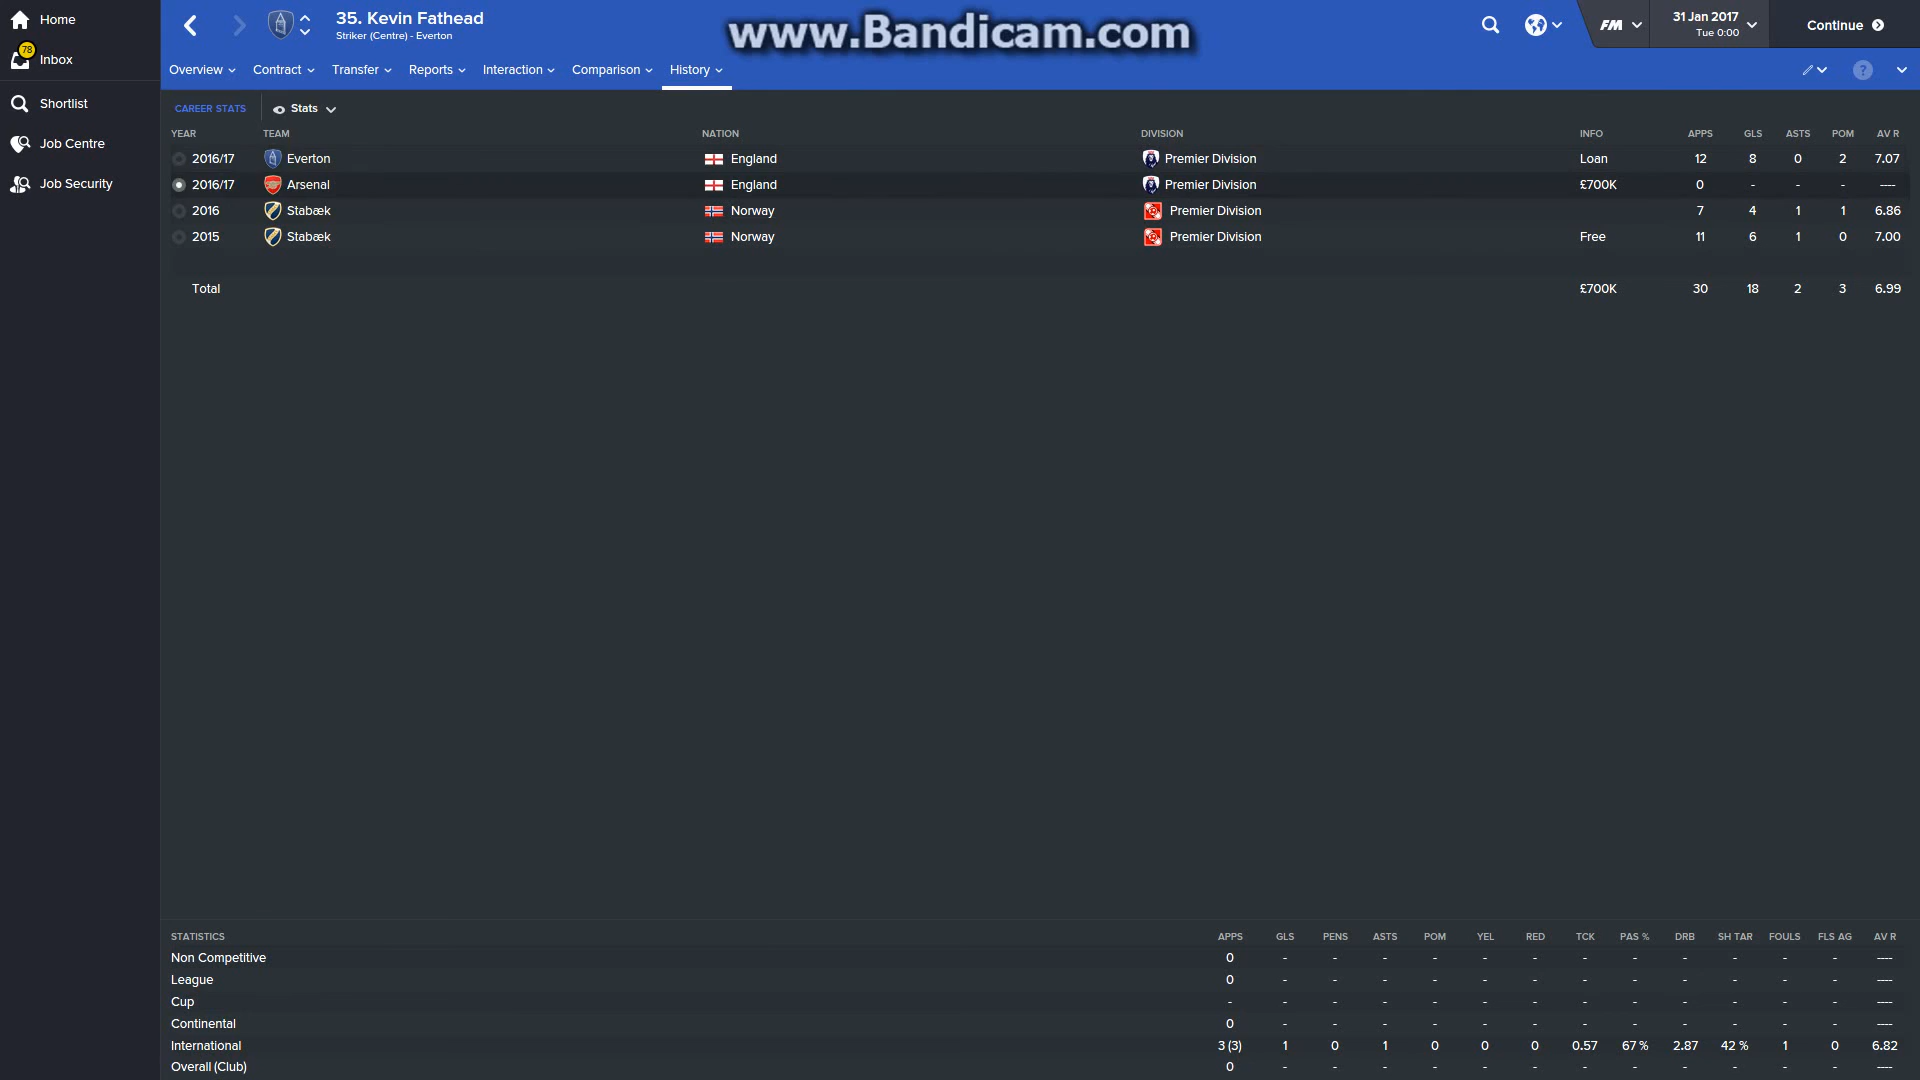 Home
78
Inbox
Shortlist
Job Centre
Job Security
35. Kevin Fathead
Striker (Centre) - Everton
www.Bandicam.com
FM
31 Jan 2017
Tue 0:00
Continue
Overview Contract Transfer Reports Interaction Comparison History
?
CAREER STATS Stats
YEAR TEAM NATION DIVISION INFO APPS GLS ASTS POM AV R
2016/17 Everton England Premier Division Loan 12 8 0 2 7.07
2016/17 Arsenal England Premier Division £700K 0 - - - ----
2016 Stabæk Norway Premier Division 7 4 1 1 6.86
2015 Stabæk Norway Premier Division Free 11 6 1 0 7.00
Total £700K 30 18 2 3 6.99
STATISTICS APPS GLS PENS ASTS POM YEL RED TCK PAS % DRB SH TAR FOULS FLS AG AV R
Non Competitive 0 - - - - - - - - - - - - ----
League 0 - - - - - - - - - - - - ----
Cup - - - - - - - - - - - - - ----
Continental 0 - - - - - - - - - - - - ----
International 3 (3) 1 0 1 0 0 0 0.57 67 % 2.87 42 % 1 0 6.82
Overall (Club) 0 - - - - - - - - - - - - ----